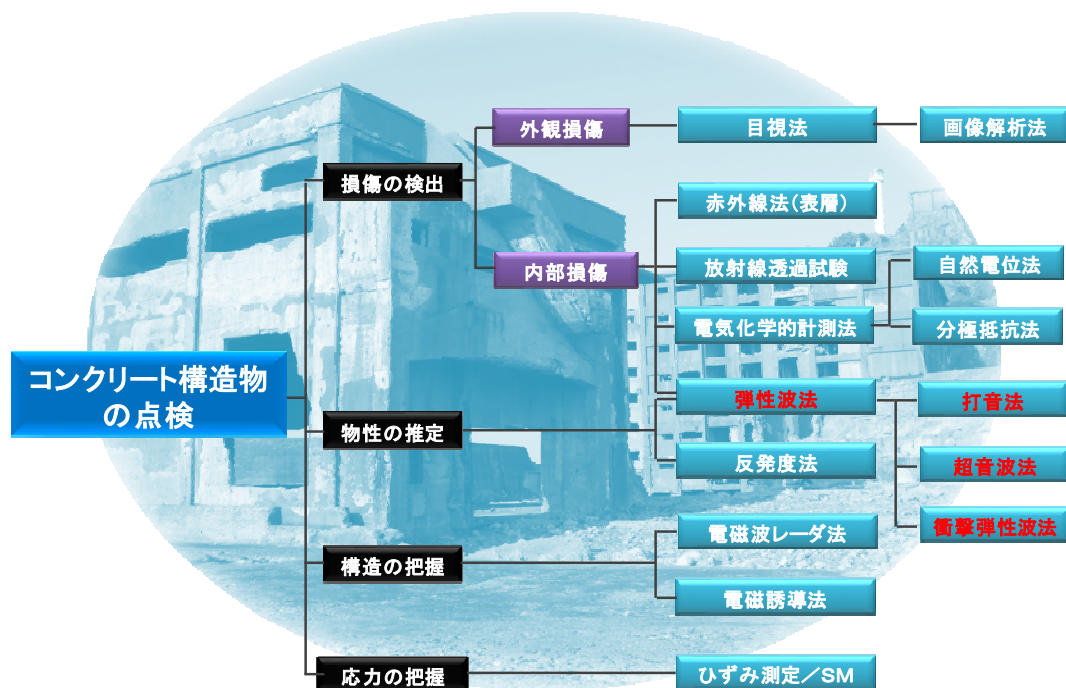 外観損傷
目視法
画像解析法
損傷の検出
赤外線法(表層)
内部損傷
放射線透過試験
自然電位法
電気化学的計測法
分極抵抗法
コンクリート構造物
の点検
弾性波法
打音法
物性の推定
反発度法
超音波法
衝撃弾性波法
電磁波レーダ法
構造の把握
電磁誘導法
応力の把握
ひずみ測定/SM